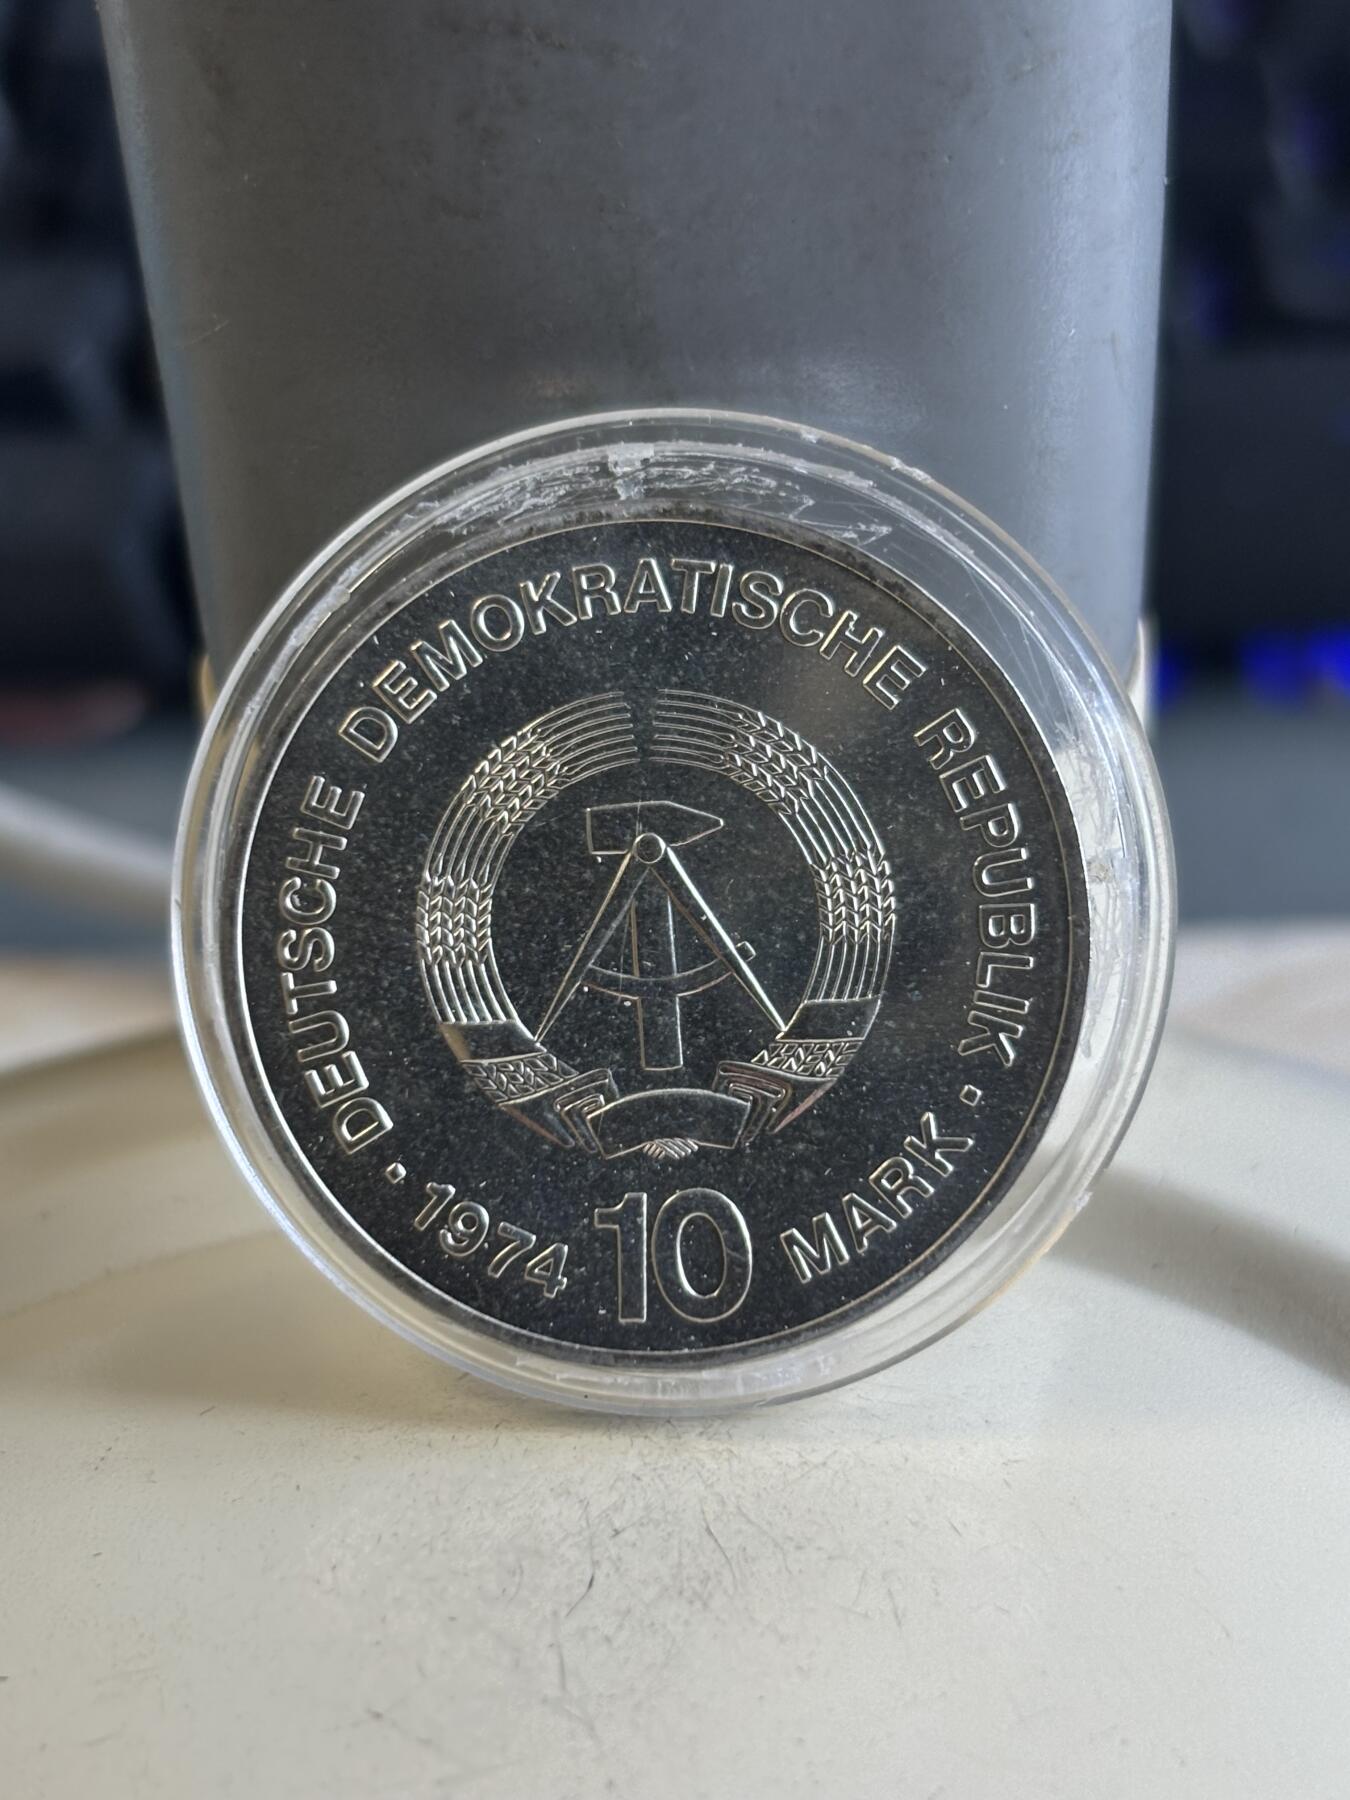 DEUTSCHE DEMOKRATISCHE REPUBLIK
· 1974 10 MARK ·